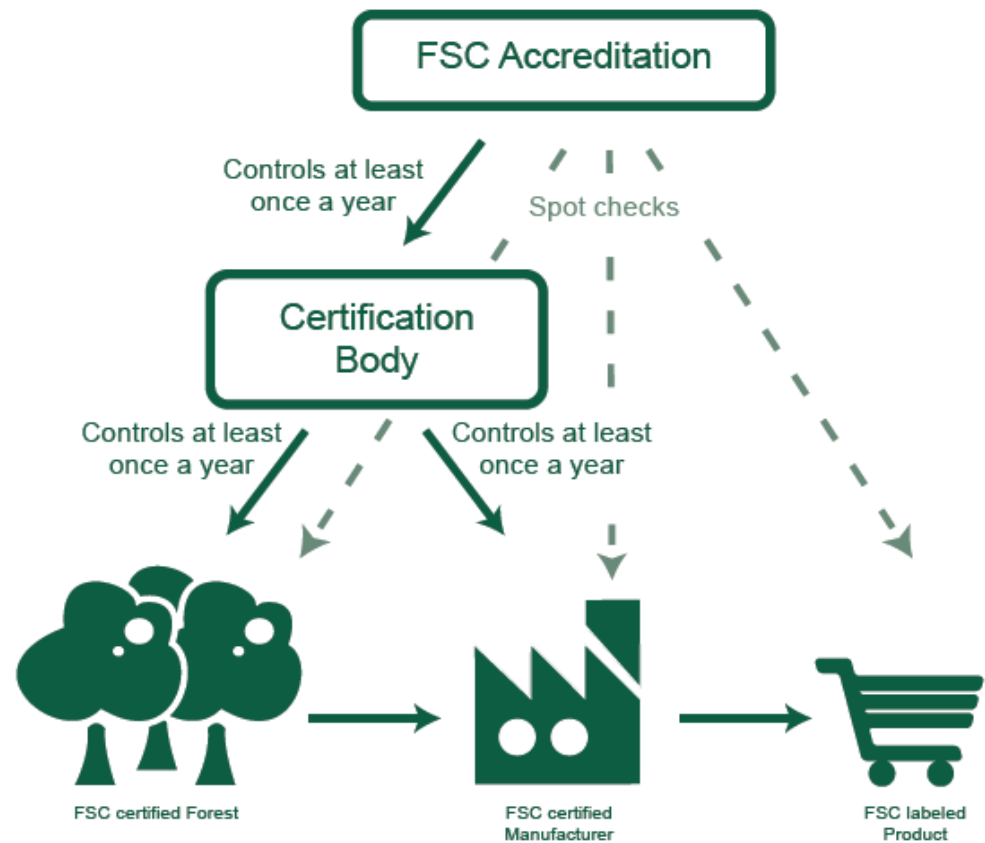 FSC Accreditation
Controls at least
once a year
Spot checks
Certification
Body
Controls at least
once a year
Controls at least
once a year
FSC certified Forest
FSC certified
Manufacturer
FSC labeled
Product